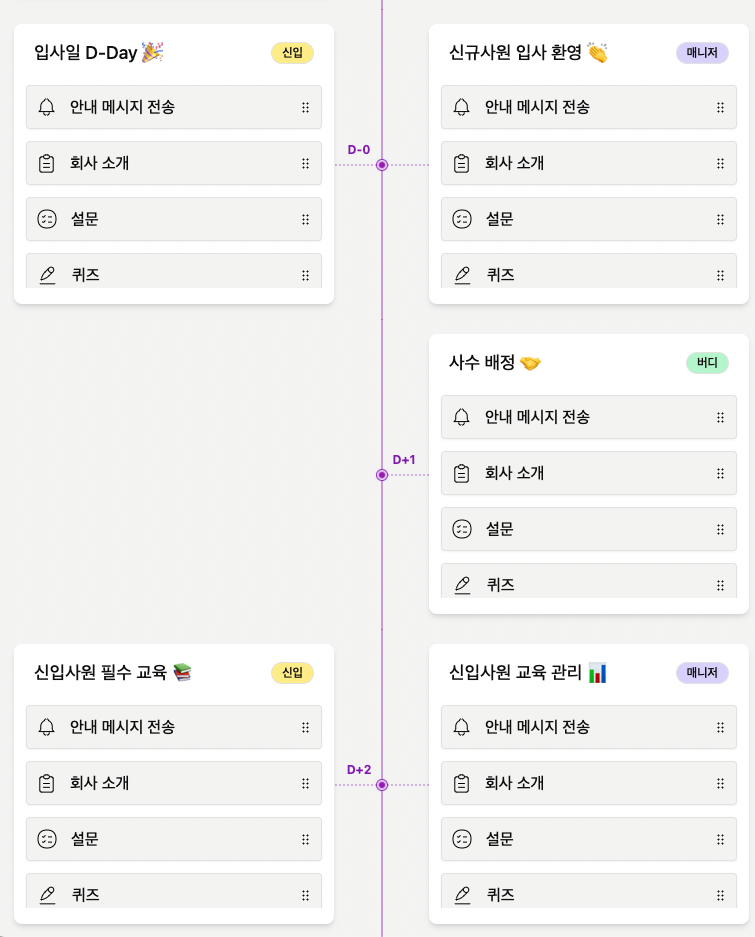 입사일 D-Day 🎉
신입
안내 메시지 전송
회사 소개
설문
퀴즈
D-0
신규사원 입사 환영 👏
매니저
안내 메시지 전송
회사 소개
설문
퀴즈
D+1
사수 배정 🤝
버디
안내 메시지 전송
회사 소개
설문
퀴즈
신입사원 필수 교육 📚
신입
안내 메시지 전송
회사 소개
설문
퀴즈
D+2
신입사원 교육 관리 📊
매니저
안내 메시지 전송
회사 소개
설문
퀴즈